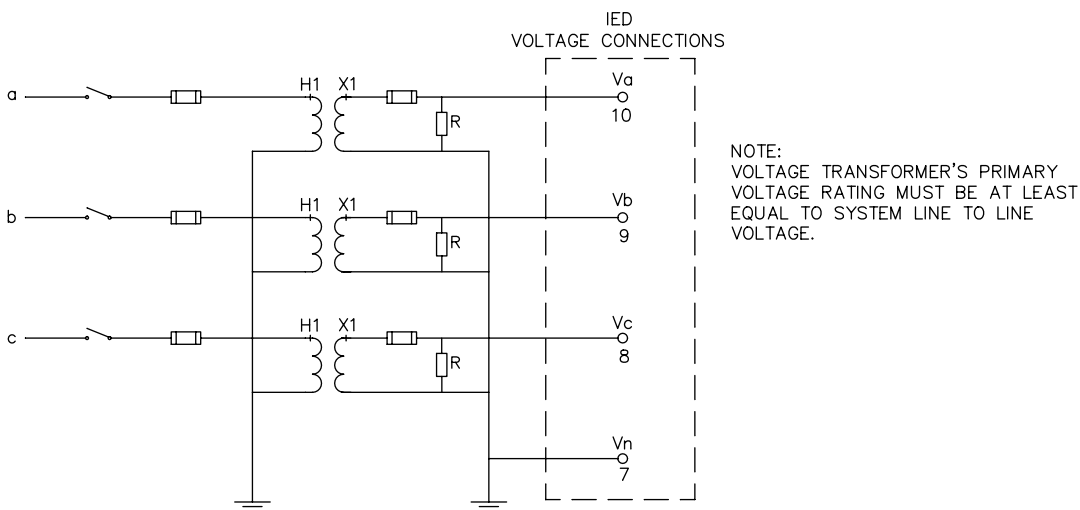 IED
VOLTAGE CONNECTIONS
a
H1 X1
R
Va
10
NOTE:
VOLTAGE TRANSFORMER'S PRIMARY
VOLTAGE RATING MUST BE AT LEAST
EQUAL TO SYSTEM LINE TO LINE
VOLTAGE.
b
H1 X1
R
Vb
9
c
H1 X1
R
Vc
8
Vn
7